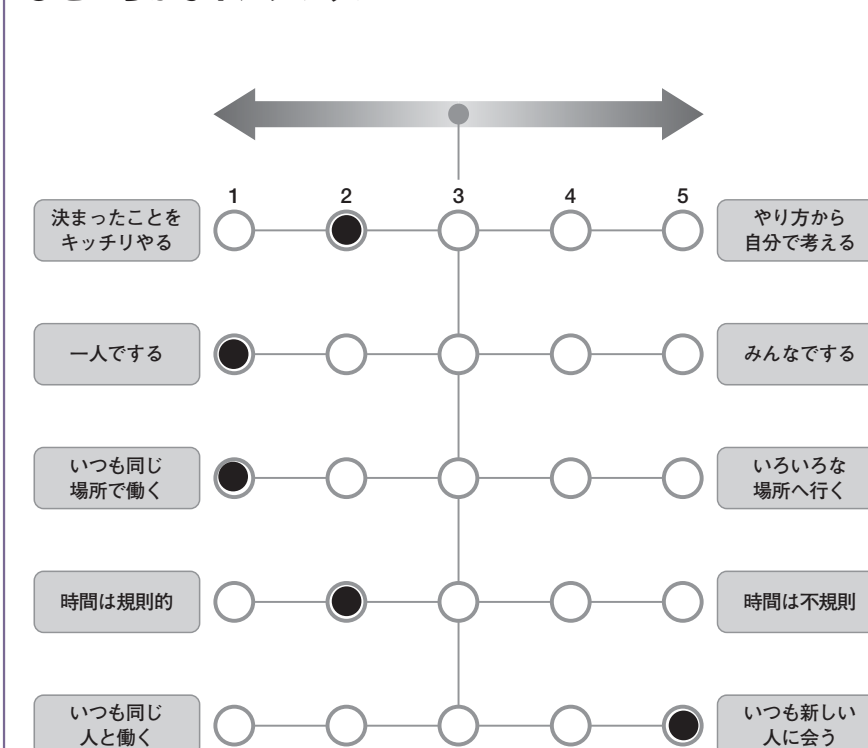 1 2 3 4 5
決まったことを
キッチリやる
やり方から
自分で考える
一人でする
みんなでする
いつも同じ
場所で働く
いろいろな
場所へ行く
時間は規則的
時間は不規則
いつも同じ
人と働く
いつも新しい
人に会う